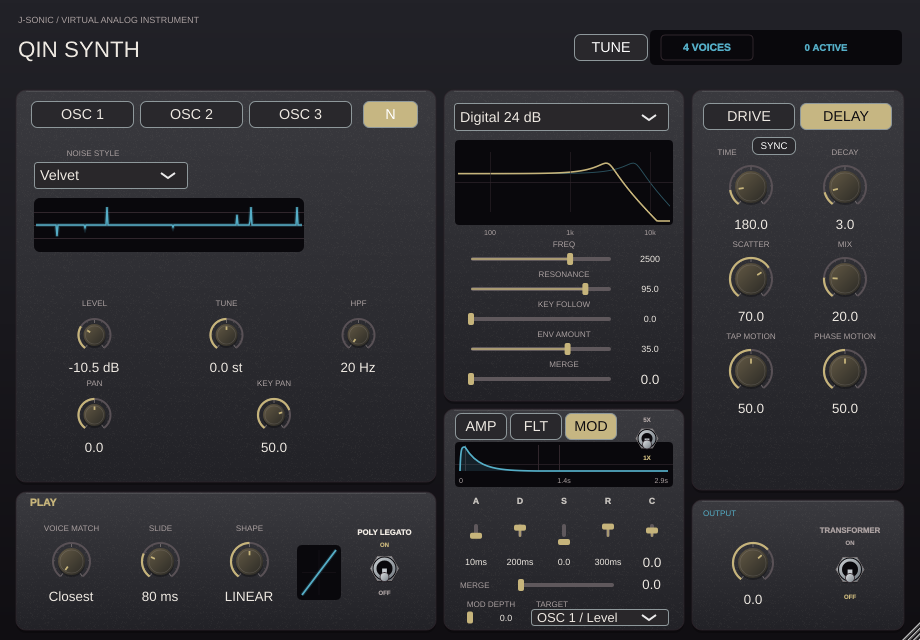 J-SONIC / VIRTUAL ANALOG INSTRUMENT
QIN SYNTH
TUNE
4 VOICES
0 ACTIVE
OSC 1
OSC 2
OSC 3
N
NOISE STYLE
Velvet
LEVEL
TUNE
HPF
-10.5 dB
0.0 st
20 Hz
PAN
KEY PAN
0.0
50.0
PLAY
VOICE MATCH
SLIDE
SHAPE
POLY LEGATO
ON
OFF
Closest
80 ms
LINEAR
Digital 24 dB
100
1k
10k
FREQ
2500
RESONANCE
95.0
KEY FOLLOW
0.0
ENV AMOUNT
35.0
MERGE
0.0
AMP
FLT
MOD
5X
1X
0
1.4s
2.9s
A
D
S
R
C
10ms
200ms
0.0
300ms
0.0
MERGE
0.0
MOD DEPTH
TARGET
0.0
OSC 1 / Level
DRIVE
DELAY
SYNC
TIME
DECAY
180.0
3.0
SCATTER
MIX
70.0
20.0
TAP MOTION
PHASE MOTION
50.0
50.0
OUTPUT
TRANSFORMER
ON
OFF
0.0